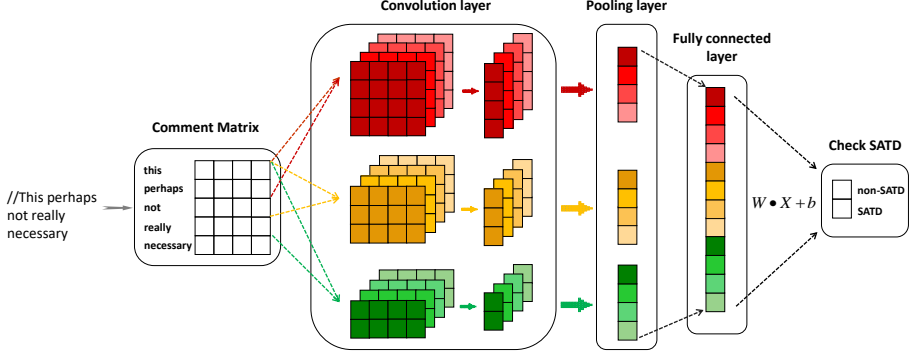 Convolution layer
Pooling layer
Fully connected
layer
Comment Matrix
Check SATD
this
perhaps
not
really
necessary
//This perhaps
not really
necessary
W • X + b
non-SATD
SATD